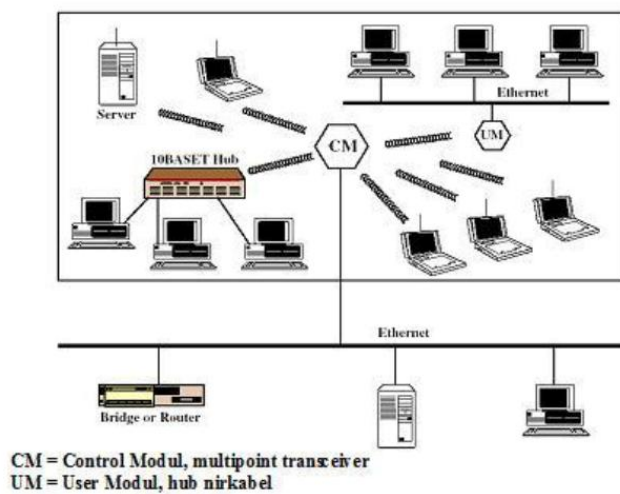 Server
Ethernet
UM
CM
10BASET Hub
Ethernet
Bridge or Router
CM = Control Modul, multipoint transceiver
UM = User Modul, hub nirkabel